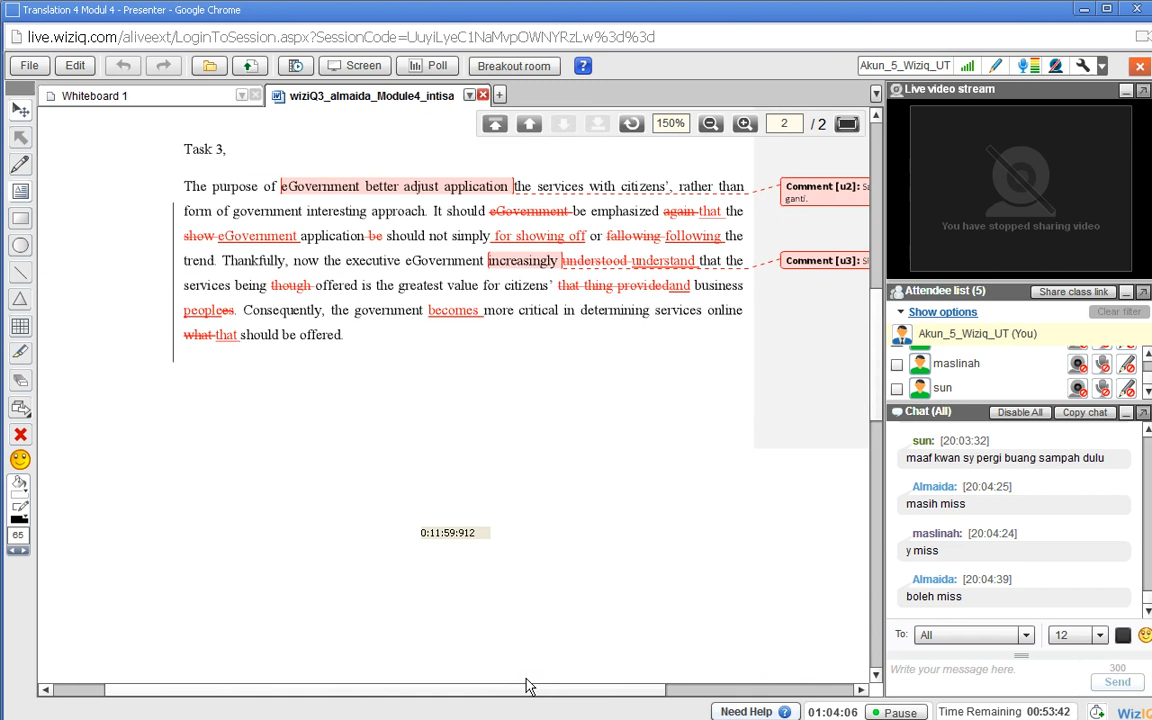 Translation 4 Modul 4 - Presenter - Google Chrome
live.wiziq.com/aliveext/LoginToSession.aspx?SessionCode=UuyiLyeC1NaMvpOWNYRzLw%3d%3d
File Edit Screen Poll Breakout room ? Akun_5_Wiziq_UT
Whiteboard 1 wiziQ3_almaida_Module4_intisa
150% 2 / 2
Task 3,
The purpose of eGovernment better adjust application the services with citizens', rather than
form of government interesting approach. It should eGovernment be emphasized again that the
show eGovernment application be should not simply for showing off or fallowing following the
trend. Thankfully, now the executive eGovernment increasingly understood understand that the
services being though offered is the greatest value for citizens' that thing providedand business
peoplees. Consequently, the government becomes more critical in determining services online
what that should be offered.
Comment [u2]: Sa
ganti.
Comment [u3]: S
0:11:59:912
65
Live video stream
You have stopped sharing video
Attendee list (5) Share class link
Show options Clear filter
Akun_5_Wiziq_UT (You)
maslinah
sun
Chat (All) Disable All Copy chat
sun: [20:03:32]
maaf kwan sy pergi buang sampah dulu
Almaida: [20:04:25]
masih miss
maslinah: [20:04:24]
y miss
Almaida: [20:04:39]
boleh miss
To: All 12
Write your message here. 300
Send
Need Help ? 01:04:06 Pause Time Remaining 00:53:42 WizIQ